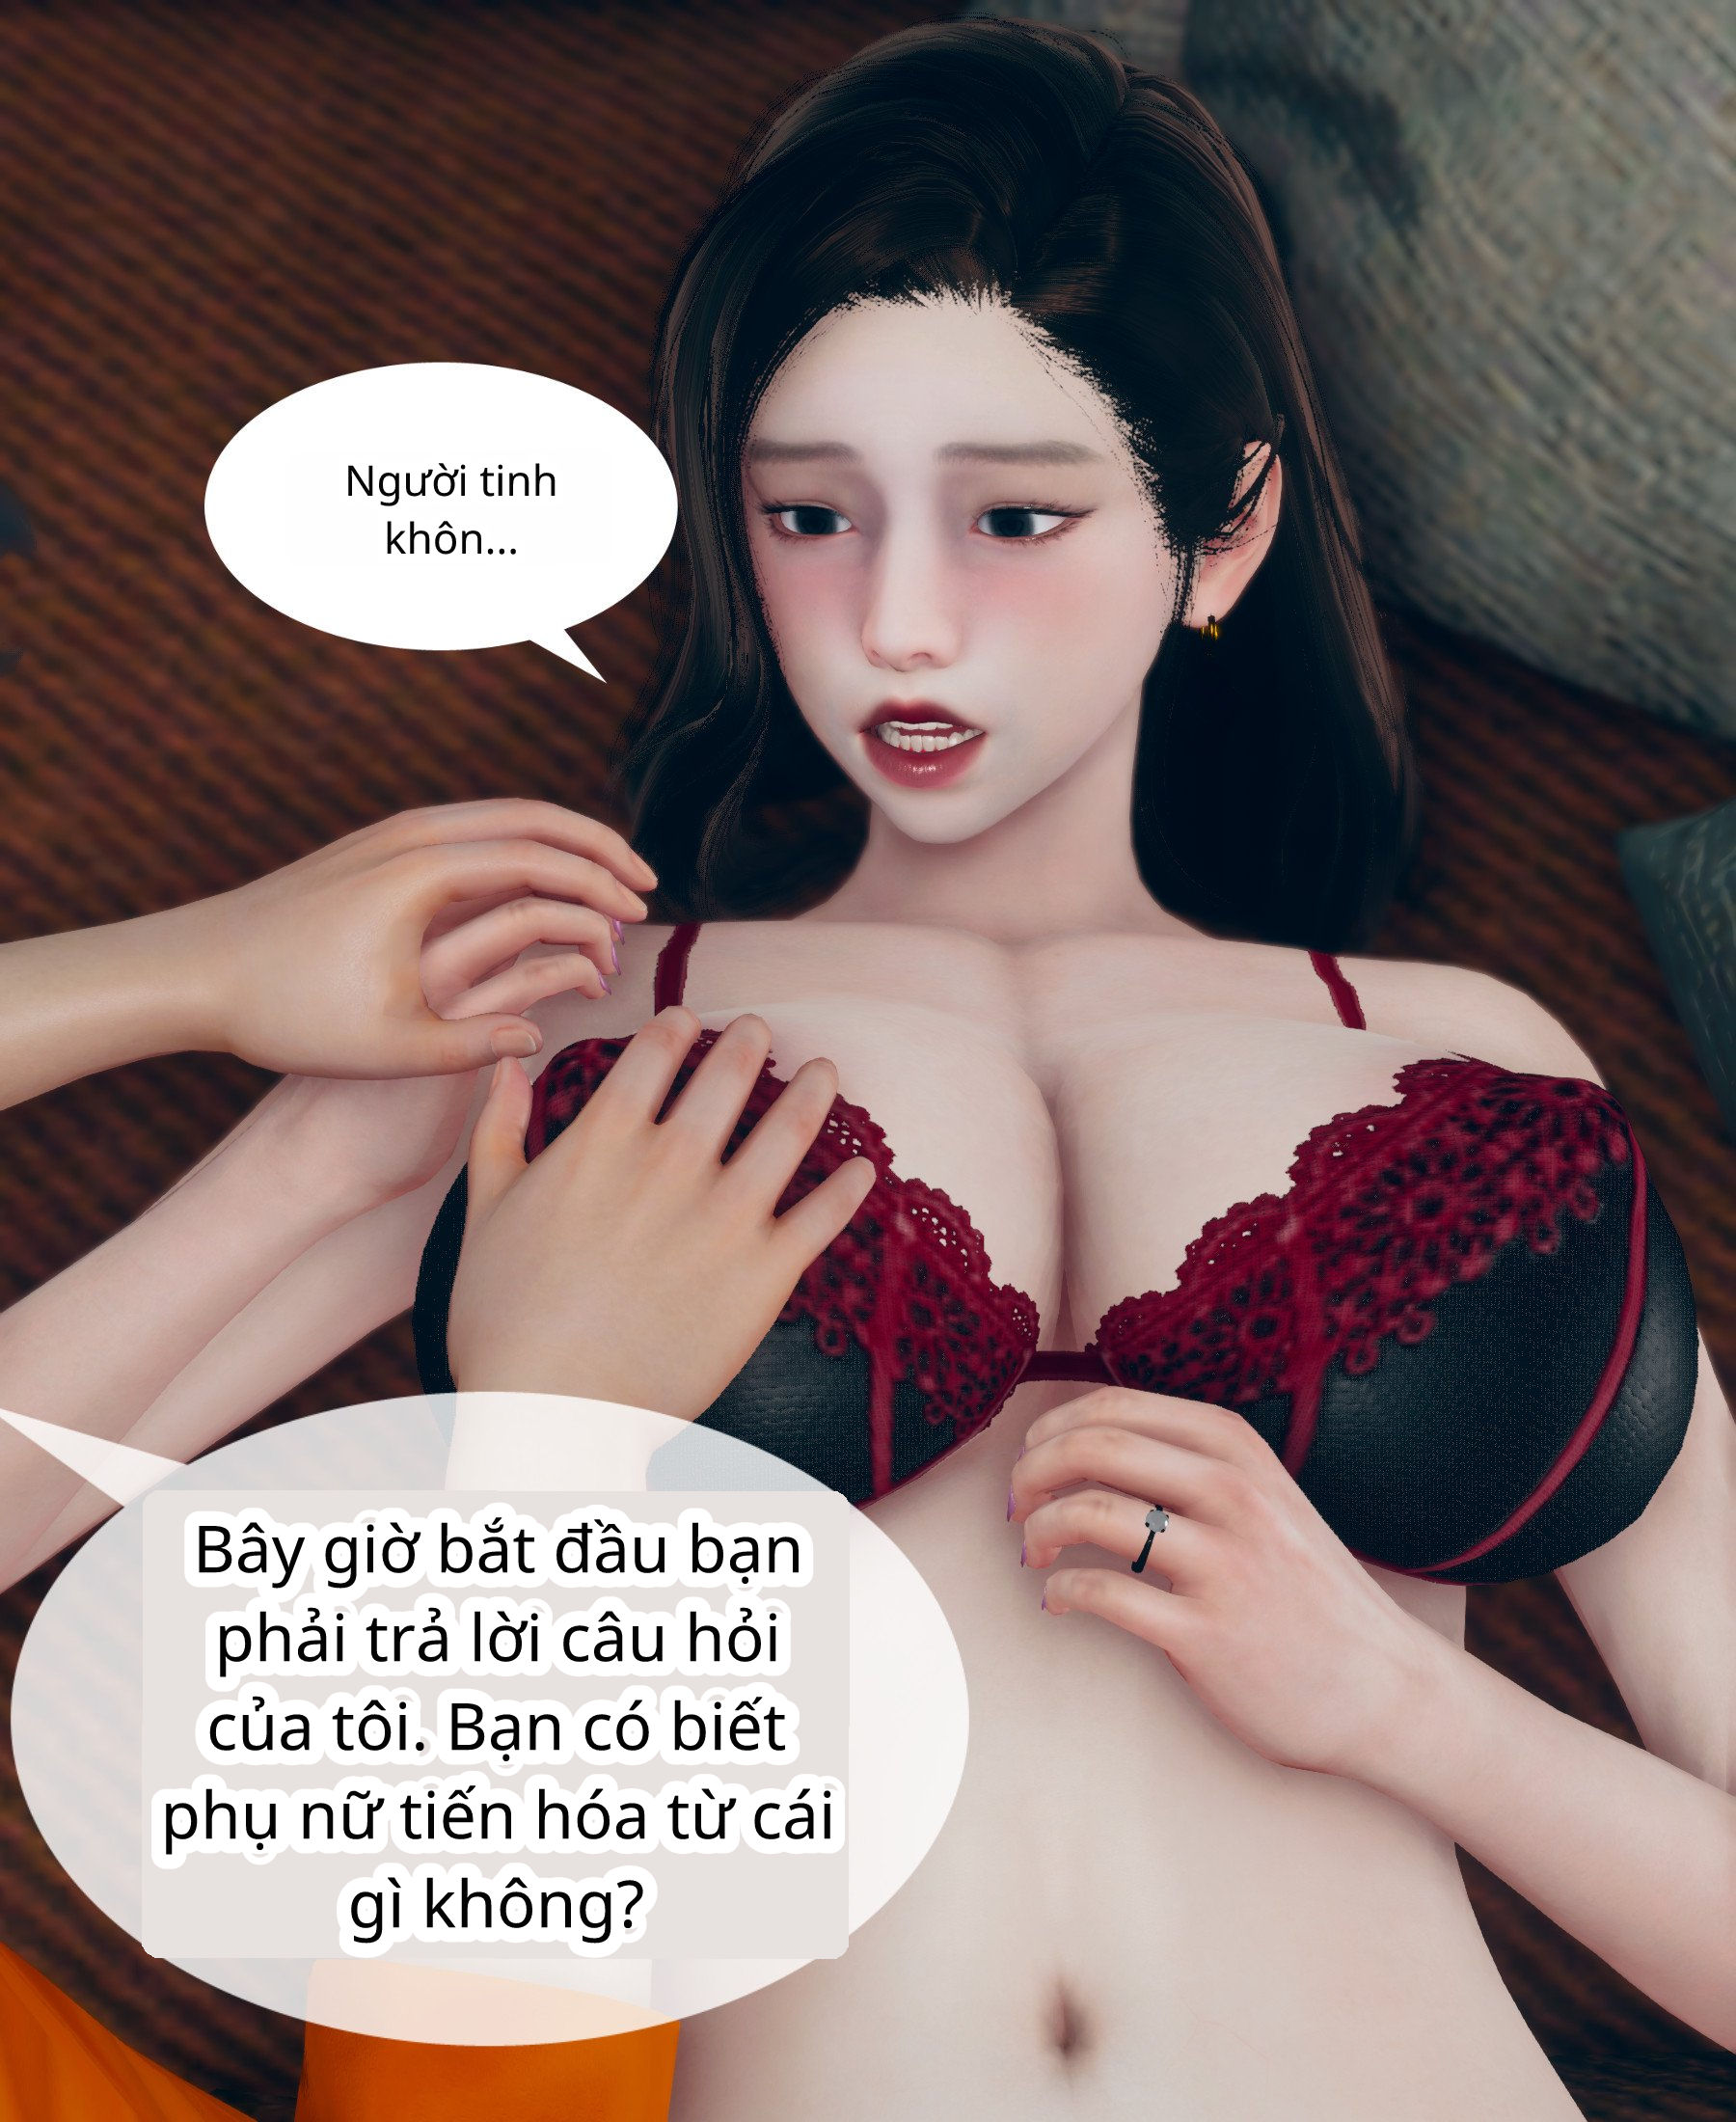 Người tinh
khôn...
Bây giờ bắt đầu bạn
phải trả lời câu hỏi
của tôi. Bạn có biết
phụ nữ tiến hóa từ cái
gì không?